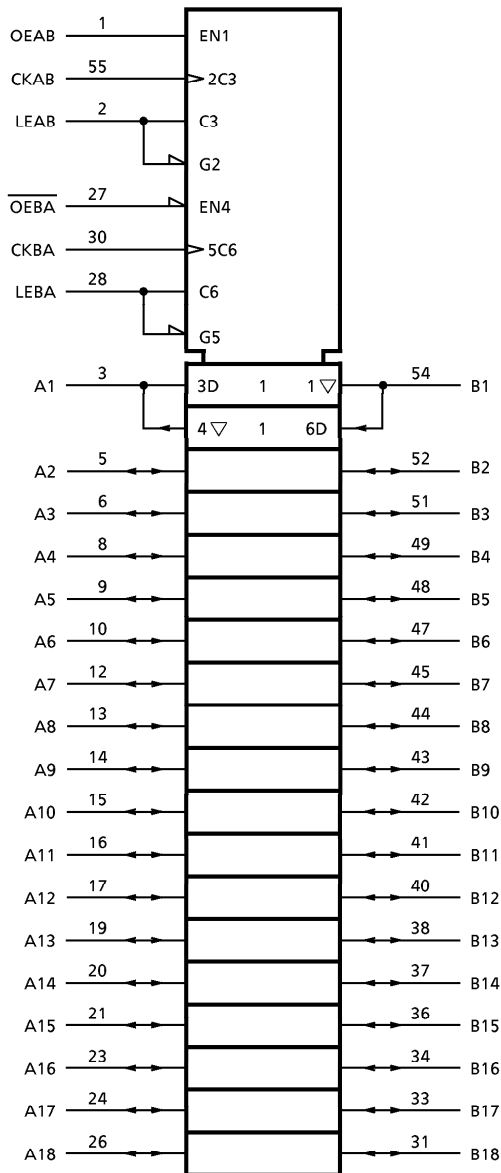 OEAB 1 EN1
CKAB 55 2C3
LEAB 2 C3
G2
OEBA 27 EN4
CKBA 30 5C6
LEBA 28 C6
G5
A1 3 3D 1 1 ▽ 54 B1
4 ▽ 1 6D
A2 5 52 B2
A3 6 51 B3
A4 8 49 B4
A5 9 48 B5
A6 10 47 B6
A7 12 45 B7
A8 13 44 B8
A9 14 43 B9
A10 15 42 B10
A11 16 41 B11
A12 17 40 B12
A13 19 38 B13
A14 20 37 B14
A15 21 36 B15
A16 23 34 B16
A17 24 33 B17
A18 26 31 B18